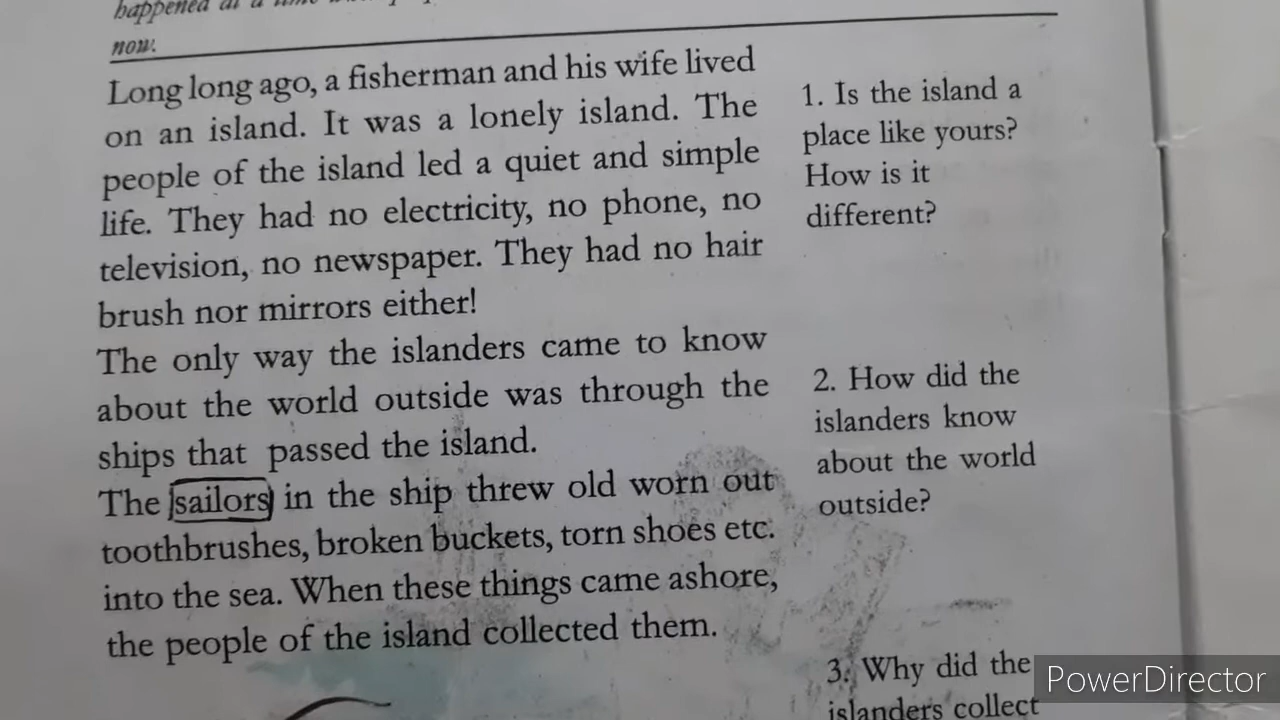 happened at a time
now.
Long long ago, a fisherman and his wife lived
on an island. It was a lonely island. The
people of the island led a quiet and simple
life. They had no electricity, no phone, no
television, no newspaper. They had no hair
brush nor mirrors either!
The only way the islanders came to know
about the world outside was through the
ships that passed the island.
The sailors in the ship threw old worn out
toothbrushes, broken buckets, torn shoes etc.
into the sea. When these things came ashore,
the people of the island collected them.
1. Is the island a
place like yours?
How is it
different?
2. How did the
islanders know
about the world
outside?
3. Why did the
islanders collect
PowerDirector